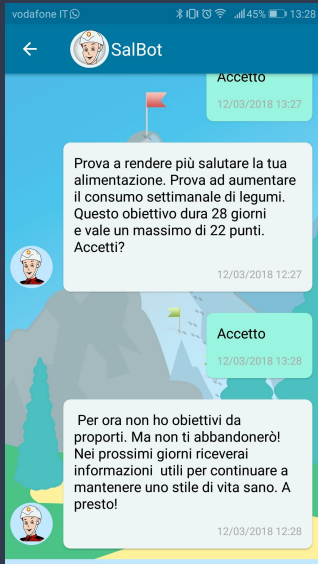 vodafone IT 45% 13:28
SalBot
Accetto
12/03/2018 13:27
Prova a rendere più salutare la tua
alimentazione. Prova ad aumentare
il consumo settimanale di legumi.
Questo obiettivo dura 28 giorni
e vale un massimo di 22 punti.
Accetti?
12/03/2018 12:27
Accetto
12/03/2018 13:28
Per ora non ho obiettivi da
proporti. Ma non ti abbandonerò!
Nei prossimi giorni riceverai
informazioni utili per continuare a
mantenere uno stile di vita sano. A
presto!
12/03/2018 12:28